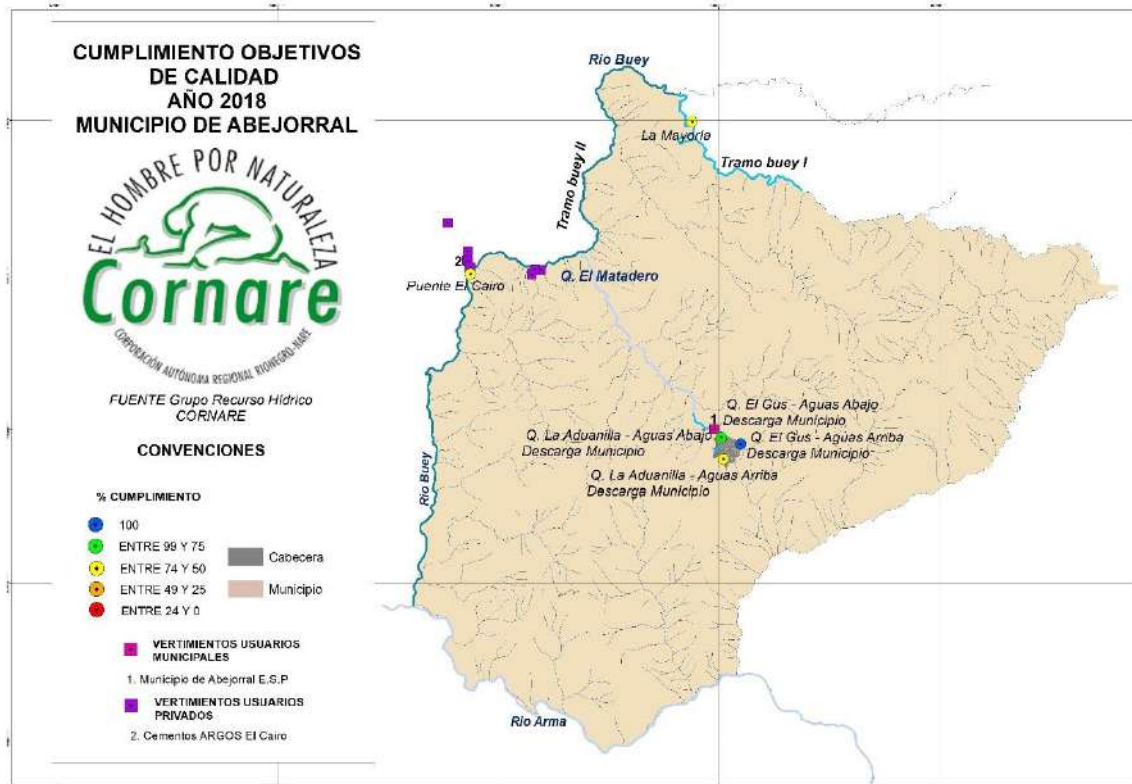 CUMPLIMIENTO OBJETIVOS
DE CALIDAD
AÑO 2018
MUNICIPIO DE ABEJORRAL
EL HOMBRE POR NATURALEZA
Cornare
CORPORACIÓN AUTÓNOMA REGIONAL RIONEGRO-NARE
FUENTE Grupo Recurso Hídrico
CORNARE
CONVENCIONES
% CUMPLIMIENTO
100
ENTRE 99 Y 75
ENTRE 74 Y 50
ENTRE 49 Y 25
ENTRE 24 Y 0
Cabecera
Municipio
VERTIMIENTOS USUARIOS
MUNICIPALES
1. Municipio de Abejorral E.S.P
VERTIMIENTOS USUARIOS
PRIVADOS
2. Cementos ARGOS El Cairo
Rio Buey
La Mayoría
Tramo buey I
Tramo buey II
2
Puente El Cairo
Q. El Matadero
1
Q. El Gus - Aguas Abajo
Descarga Municipio
Q. La Aduanilla - Aguas Abajo
Descarga Municipio
Q. El Gus - Aguas Arriba
Descarga Municipio
Q. La Aduanilla - Aguas Arriba
Descarga Municipio
Rio Buey
Rio Arma